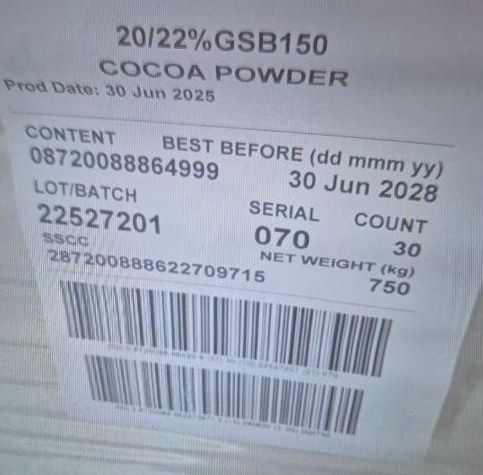 20/22%GSB150
COCOA POWDER
Prod Date: 30 Jun 2025
CONTENT BEST BEFORE (dd mmm yy)
08720088864999 30 Jun 2028
LOT/BATCH SERIAL COUNT
22527201 070 30
SSCC NET WEIGHT (kg)
287200888622709715 750